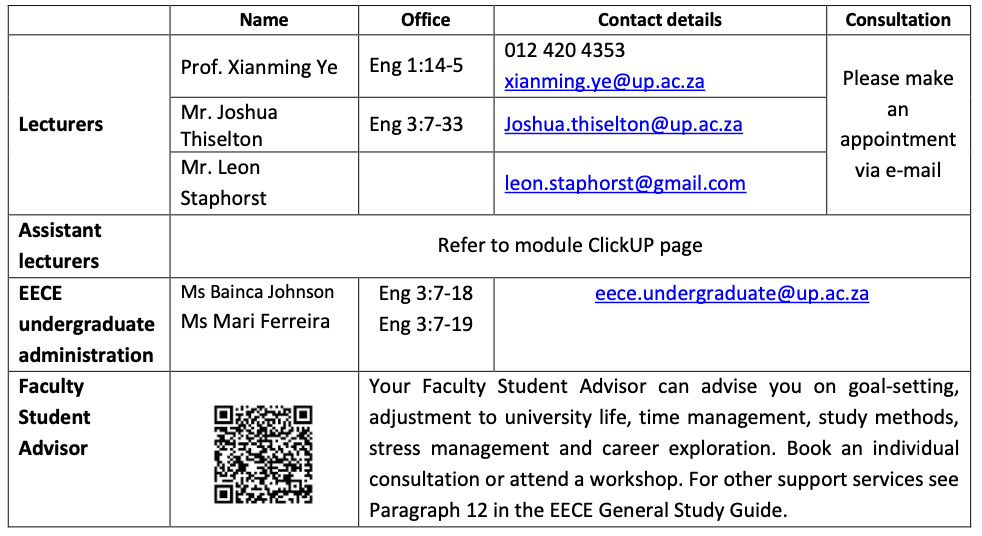 Name Office Contact details Consultation
Lecturers
Prof. Xianming Ye
Eng 1:14-5
012 420 4353
xianming.ye@up.ac.za
Mr. Joshua
Thiselton
Eng 3:7-33
Joshua.thiselton@up.ac.za
Mr. Leon
Staphorst
leon.staphorst@gmail.com
Please make
an
appointment
via e-mail
Assistant
lecturers
Refer to module ClickUP page
EECE
undergraduate
administration
Ms Bainca Johnson
Ms Mari Ferreira
Eng 3:7-18
Eng 3:7-19
eece.undergraduate@up.ac.za
Faculty
Student
Advisor
Your Faculty Student Advisor can advise you on goal-setting,
adjustment to university life, time management, study methods,
stress management and career exploration. Book an individual
consultation or attend a workshop. For other support services see
Paragraph 12 in the EECE General Study Guide.